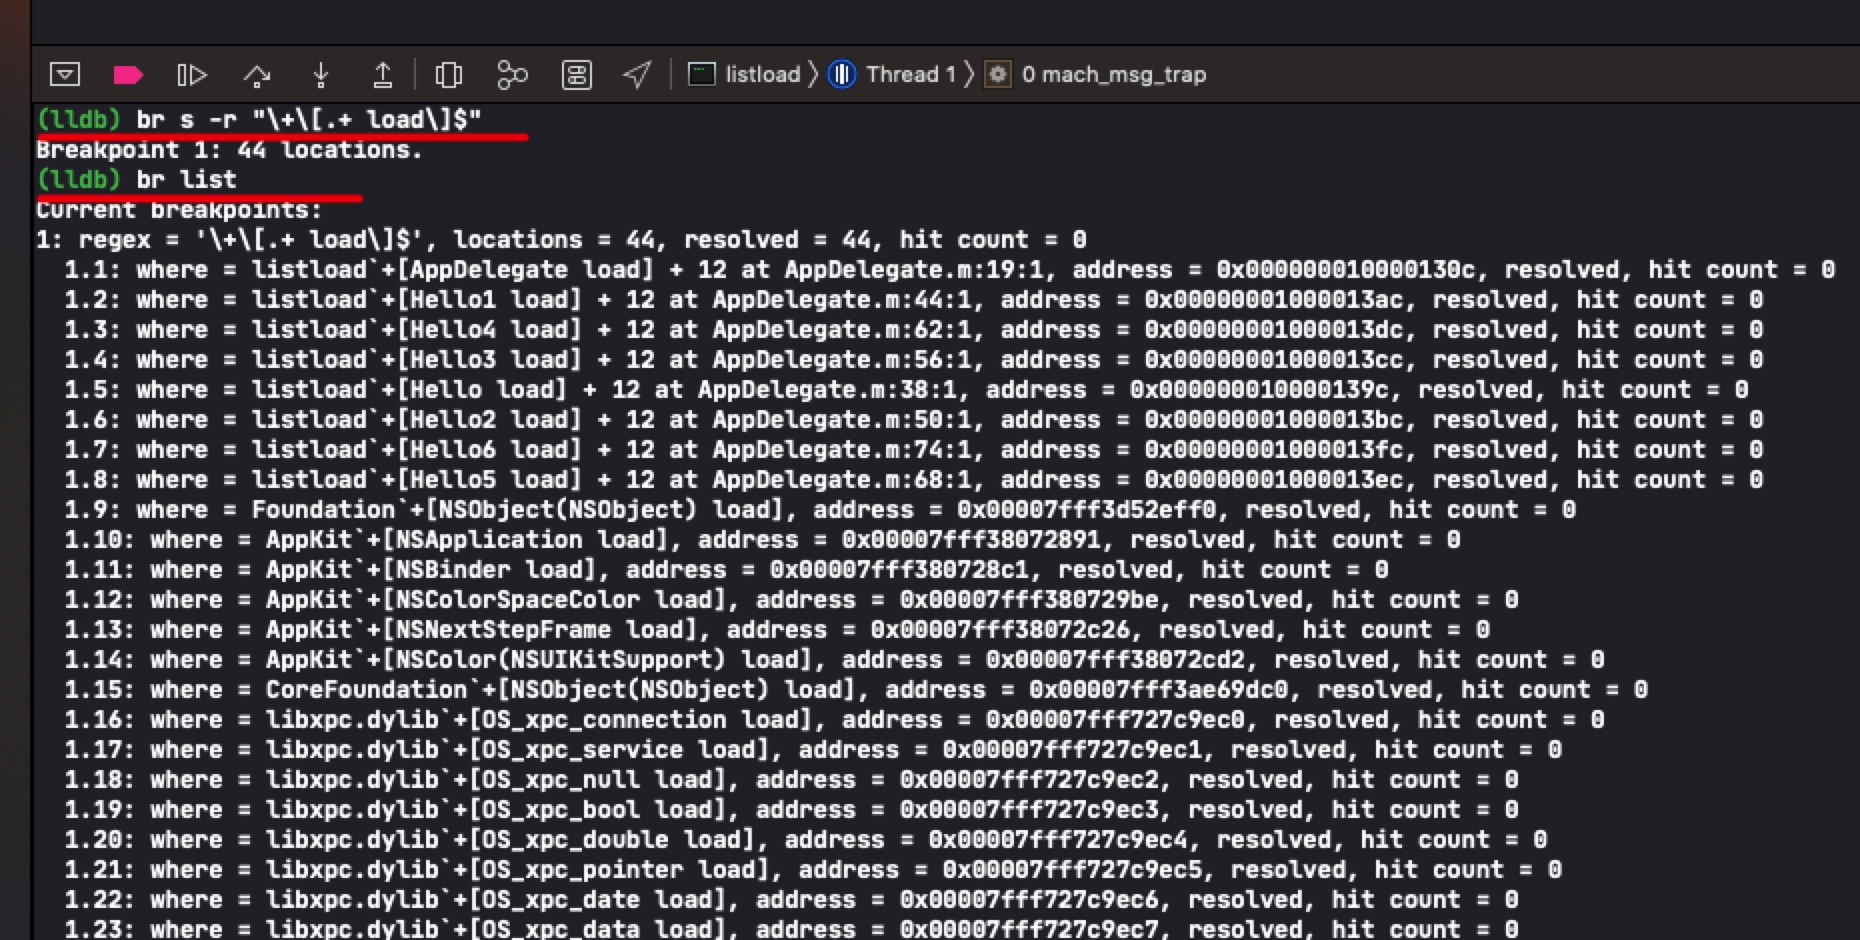 listload 〉 Thread 1 〉 0 mach_msg_trap
(lldb) br s -r "\+\[.+ load\]$"
Breakpoint 1: 44 locations.
(lldb) br list
Current breakpoints:
1: regex = '\+\[.+ load\]$', locations = 44, resolved = 44, hit count = 0
1.1: where = listload`+[AppDelegate load] + 12 at AppDelegate.m:19:1, address = 0x000000010000130c, resolved, hit count = 0
1.2: where = listload`+[Hello1 load] + 12 at AppDelegate.m:44:1, address = 0x00000001000013ac, resolved, hit count = 0
1.3: where = listload`+[Hello4 load] + 12 at AppDelegate.m:62:1, address = 0x00000001000013dc, resolved, hit count = 0
1.4: where = listload`+[Hello3 load] + 12 at AppDelegate.m:56:1, address = 0x00000001000013cc, resolved, hit count = 0
1.5: where = listload`+[Hello load] + 12 at AppDelegate.m:38:1, address = 0x000000010000139c, resolved, hit count = 0
1.6: where = listload`+[Hello2 load] + 12 at AppDelegate.m:50:1, address = 0x00000001000013bc, resolved, hit count = 0
1.7: where = listload`+[Hello6 load] + 12 at AppDelegate.m:74:1, address = 0x00000001000013fc, resolved, hit count = 0
1.8: where = listload`+[Hello5 load] + 12 at AppDelegate.m:68:1, address = 0x00000001000013ec, resolved, hit count = 0
1.9: where = Foundation`+[NSObject(NSObject) load], address = 0x00007fff3d52eff0, resolved, hit count = 0
1.10: where = AppKit`+[NSApplication load], address = 0x00007fff38072891, resolved, hit count = 0
1.11: where = AppKit`+[NSBinder load], address = 0x00007fff380728c1, resolved, hit count = 0
1.12: where = AppKit`+[NSColorSpaceColor load], address = 0x00007fff380729be, resolved, hit count = 0
1.13: where = AppKit`+[NSNextStepFrame load], address = 0x00007fff38072c26, resolved, hit count = 0
1.14: where = AppKit`+[NSColor(NSUIKitSupport) load], address = 0x00007fff38072cd2, resolved, hit count = 0
1.15: where = CoreFoundation`+[NSObject(NSObject) load], address = 0x00007fff3ae69dc0, resolved, hit count = 0
1.16: where = libxpc.dylib`+[OS_xpc_connection load], address = 0x00007fff727c9ec0, resolved, hit count = 0
1.17: where = libxpc.dylib`+[OS_xpc_service load], address = 0x00007fff727c9ec1, resolved, hit count = 0
1.18: where = libxpc.dylib`+[OS_xpc_null load], address = 0x00007fff727c9ec2, resolved, hit count = 0
1.19: where = libxpc.dylib`+[OS_xpc_bool load], address = 0x00007fff727c9ec3, resolved, hit count = 0
1.20: where = libxpc.dylib`+[OS_xpc_double load], address = 0x00007fff727c9ec4, resolved, hit count = 0
1.21: where = libxpc.dylib`+[OS_xpc_pointer load], address = 0x00007fff727c9ec5, resolved, hit count = 0
1.22: where = libxpc.dylib`+[OS_xpc_date load], address = 0x00007fff727c9ec6, resolved, hit count = 0
1.23: where = libxpc.dylib`+[OS_xpc_data load], address = 0x00007fff727c9ec7, resolved, hit count = 0